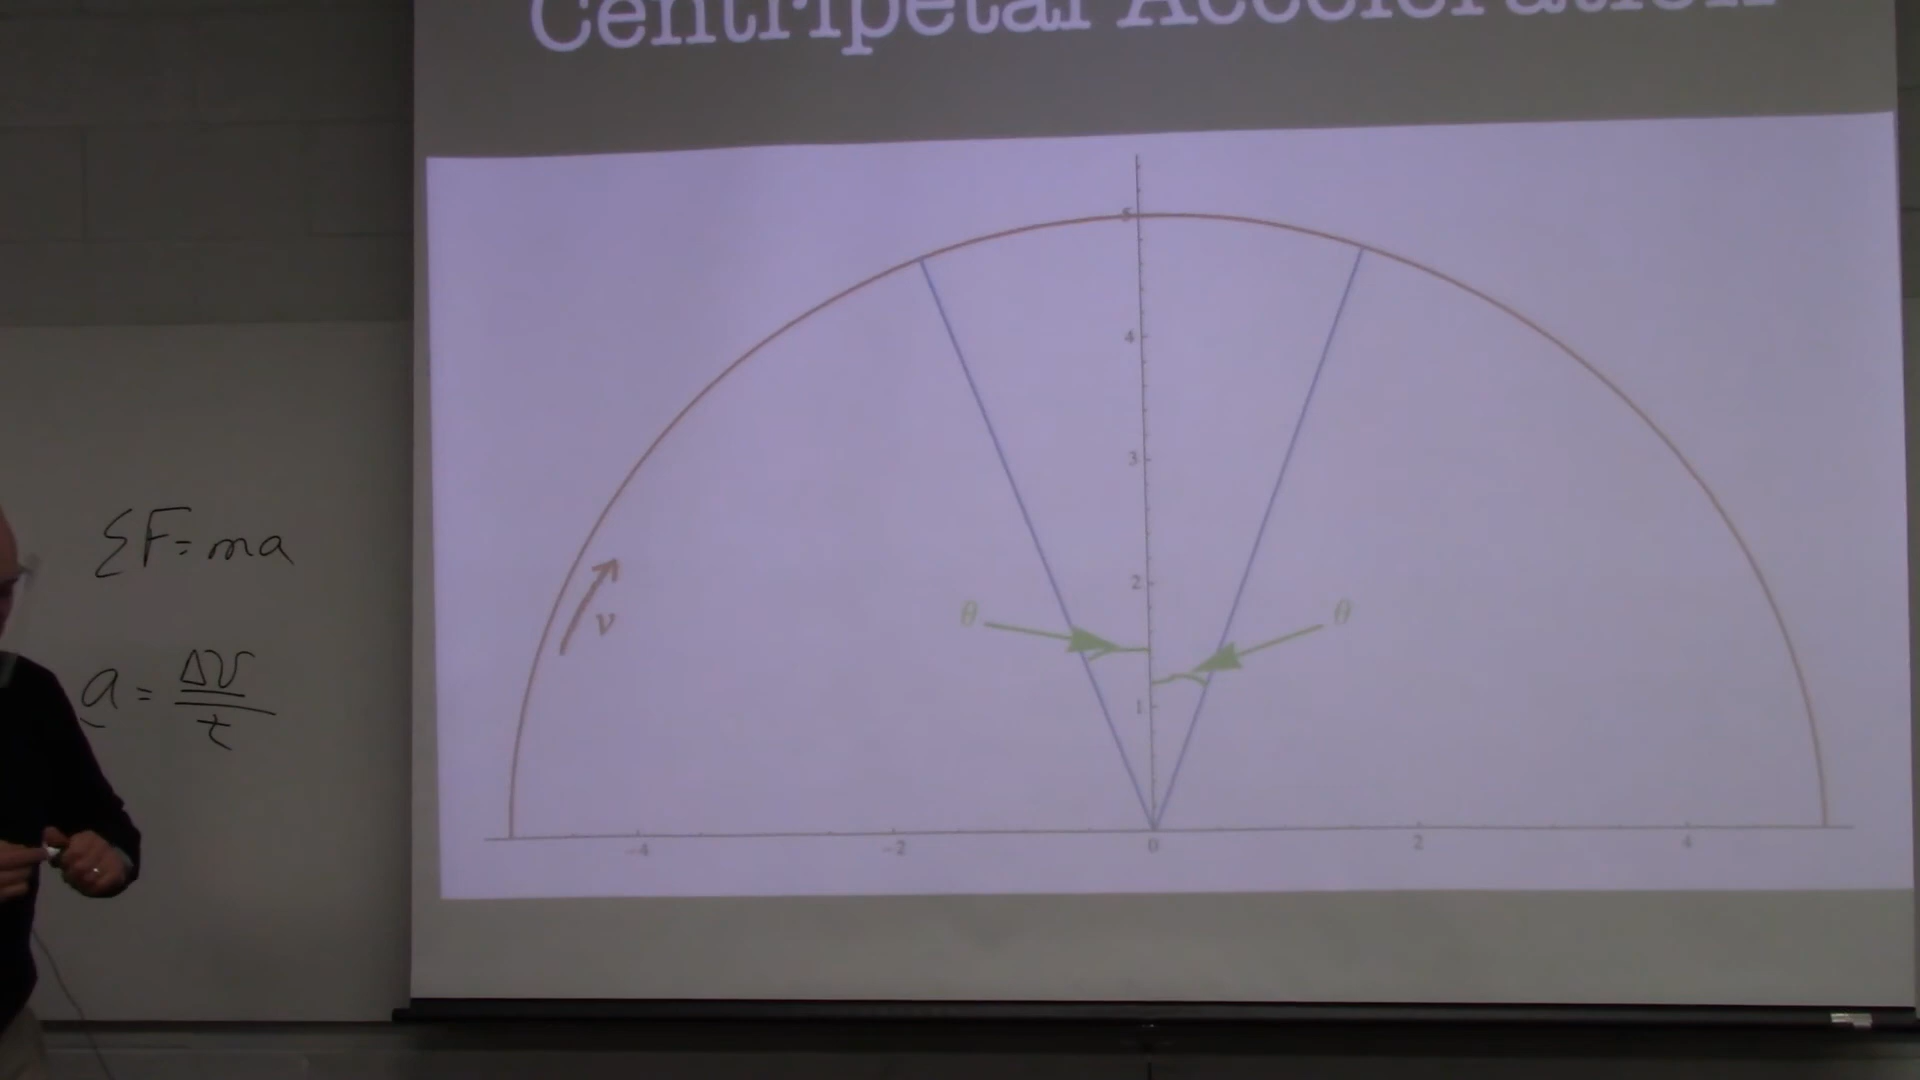 Centripetal Acceleration
5
4
3
2
1
θ
θ
v
-4
-2
0
2
4
ΣF=ma
a = Δv
t